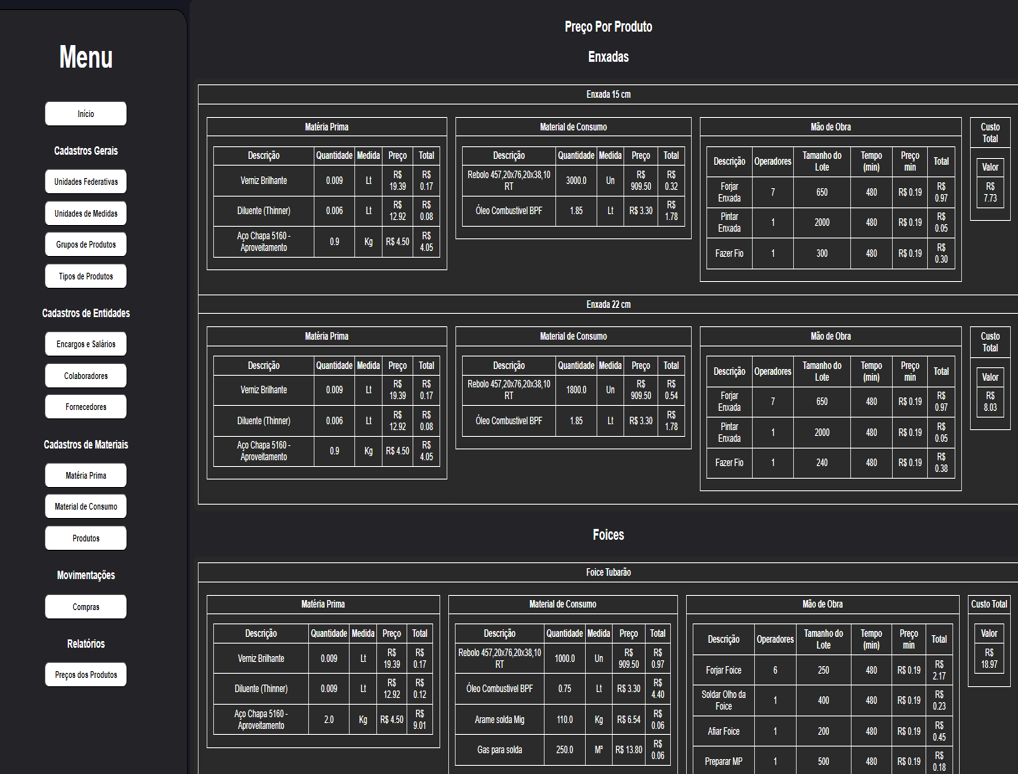 Menu
Início
Cadastros Gerais
Unidades Federativas
Unidades de Medidas
Grupos de Produtos
Tipos de Produtos
Cadastros de Entidades
Encargos e Salários
Colaboradores
Fornecedores
Cadastros de Materiais
Matéria Prima
Material de Consumo
Produtos
Movimentações
Compras
Relatórios
Preços dos Produtos
Preço Por Produto
Enxadas
Enxada 15 cm
Matéria Prima
Descrição Quantidade Medida Preço Total
Verniz Brilhante 0.009 Lt R$ 19.39 R$ 0.17
Diluente (Thinner) 0.006 Lt R$ 12.92 R$ 0.08
Aço Chapa 5160 - Aproveitamento 0.9 Kg R$ 4.50 R$ 4.05
Material de Consumo
Descrição Quantidade Medida Preço Total
Rebolo 457,20x76,20x38,10 RT 3000.0 Un R$ 909.50 R$ 0.32
Óleo Combustível BPF 1.85 Lt R$ 3.30 R$ 1.78
Mão de Obra
Descrição Operadores Tamanho do Lote Tempo (min) Preço min Total
Forjar Enxada 7 650 480 R$ 0.19 R$ 0.97
Pintar Enxada 1 2000 480 R$ 0.19 R$ 0.05
Fazer Fio 1 300 480 R$ 0.19 R$ 0.30
Custo Total
Valor
R$ 7.73
Enxada 22 cm
Matéria Prima
Descrição Quantidade Medida Preço Total
Verniz Brilhante 0.009 Lt R$ 19.39 R$ 0.17
Diluente (Thinner) 0.006 Lt R$ 12.92 R$ 0.08
Aço Chapa 5160 - Aproveitamento 0.9 Kg R$ 4.50 R$ 4.05
Material de Consumo
Descrição Quantidade Medida Preço Total
Rebolo 457,20x76,20x38,10 RT 1800.0 Un R$ 909.50 R$ 0.54
Óleo Combustível BPF 1.85 Lt R$ 3.30 R$ 1.78
Mão de Obra
Descrição Operadores Tamanho do Lote Tempo (min) Preço min Total
Forjar Enxada 7 650 480 R$ 0.19 R$ 0.97
Pintar Enxada 1 2000 480 R$ 0.19 R$ 0.05
Fazer Fio 1 240 480 R$ 0.19 R$ 0.38
Custo Total
Valor
R$ 8.03
Foices
Foice Tubarão
Matéria Prima
Descrição Quantidade Medida Preço Total
Verniz Brilhante 0.009 Lt R$ 19.39 R$ 0.17
Diluente (Thinner) 0.009 Lt R$ 12.92 R$ 0.12
Aço Chapa 5160 - Aproveitamento 2.0 Kg R$ 4.50 R$ 9.01
Material de Consumo
Descrição Quantidade Medida Preço Total
Rebolo 457,20x76,20x38,10 RT 1000.0 Un R$ 909.50 R$ 0.97
Óleo Combustível BPF 0.75 Lt R$ 3.30 R$ 4.40
Arame solda Mig 110.0 Kg R$ 6.54 R$ 0.06
Gas para solda 250.0 M³ R$ 13.80 R$ 0.06
Mão de Obra
Descrição Operadores Tamanho do Lote Tempo (min) Preço min Total
Forjar Foice 6 250 480 R$ 0.19 R$ 2.17
Soldar Olho da Foice 1 400 480 R$ 0.19 R$ 0.23
Afiar Foice 1 200 480 R$ 0.19 R$ 0.45
Preparar MP 1 500 480 R$ 0.19 R$ 0.18
Custo Total
Valor
R$ 18.97